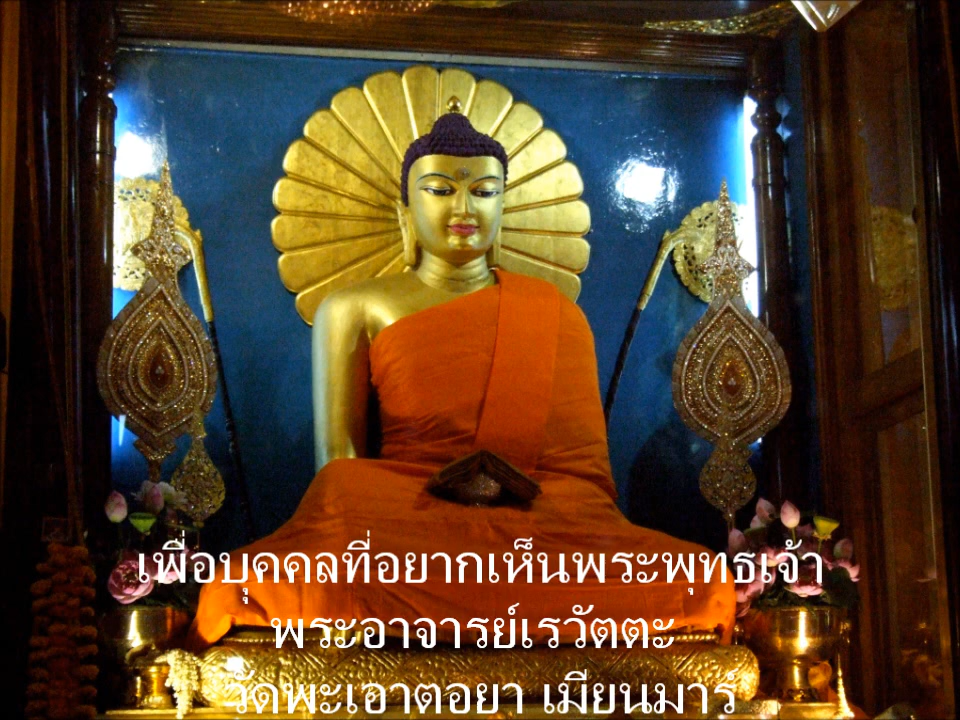 เพื่อบุคคลที่อยากเห็นพระพุทธเจ้า
พระอาจารย์เรวัตตะ
วัดพะเอาตอยา เมียนมาร์